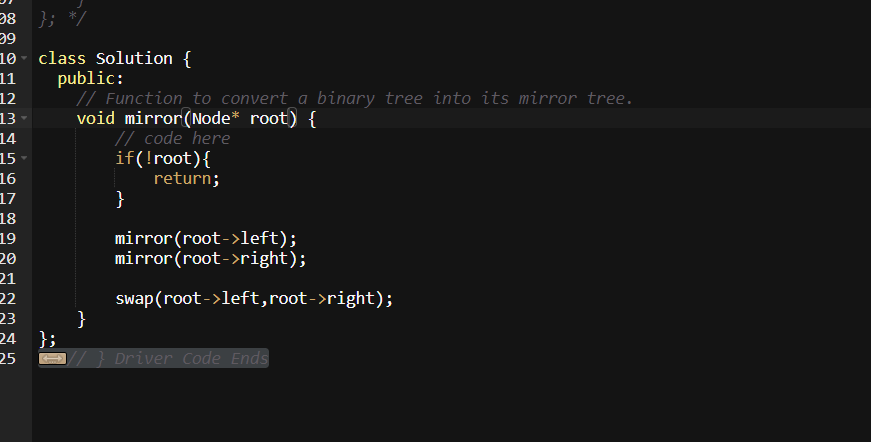 08 }; */
09
10 class Solution {
11 public:
12 // Function to convert a binary tree into its mirror tree.
13 void mirror(Node* root) {
14 // code here
15 if(!root){
16 return;
17 }
18
19 mirror(root->left);
20 mirror(root->right);
21
22 swap(root->left,root->right);
23 }
24 };
25 // } Driver Code Ends